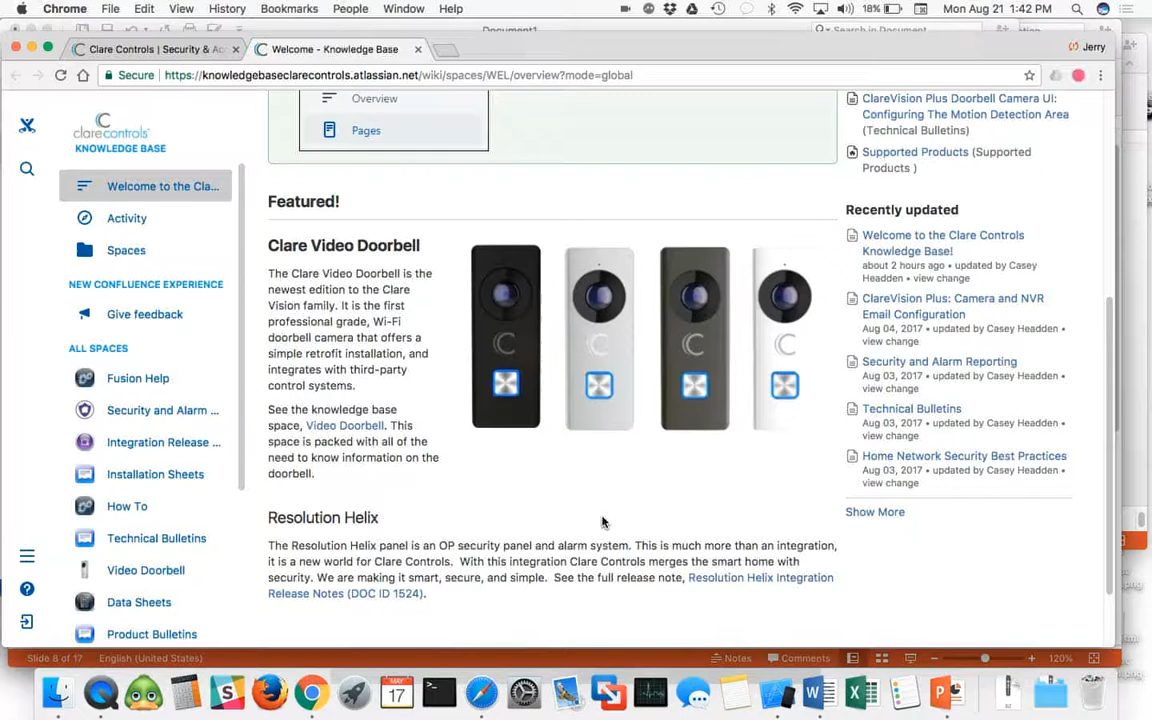 Chrome File Edit View History Bookmarks People Window Help 18% Mon Aug 21 1:42 PM
Document1 Search in Document
Clare Controls | Security & A Welcome - Knowledge Base Jerry
Secure https://knowledgebaseclarecontrols.atlassian.net/wiki/spaces/WEL/overview?mode=global
clarecontrols
KNOWLEDGE BASE
Welcome to the Cla...
Activity
Spaces
NEW CONFLUENCE EXPERIENCE
Give feedback
ALL SPACES
Fusion Help
Security and Alarm ...
Integration Release ...
Installation Sheets
How To
Technical Bulletins
Video Doorbell
Data Sheets
Product Bulletins
Overview
Pages
Featured!
Clare Video Doorbell
The Clare Video Doorbell is the
newest edition to the Clare
Vision family. It is the first
professional grade, Wi-Fi
doorbell camera that offers a
simple retrofit installation, and
integrates with third-party
control systems.
See the knowledge base
space, Video Doorbell. This
space is packed with all of the
need to know information on the
doorbell.
Resolution Helix
The Resolution Helix panel is an OP security panel and alarm system. This is much more than an integration,
it is a new world for Clare Controls. With this integration Clare Controls merges the smart home with
security. We are making it smart, secure, and simple. See the full release note, Resolution Helix Integration
Release Notes (DOC ID 1524).
ClareVision Plus Doorbell Camera UI:
Configuring The Motion Detection Area
(Technical Bulletins)
Supported Products (Supported
Products )
Recently updated
Welcome to the Clare Controls
Knowledge Base!
about 2 hours ago • updated by Casey
Headden • view change
ClareVision Plus: Camera and NVR
Email Configuration
Aug 04, 2017 • updated by Casey Headden •
view change
Security and Alarm Reporting
Aug 03, 2017 • updated by Casey Headden •
view change
Technical Bulletins
Aug 03, 2017 • updated by Casey Headden •
view change
Home Network Security Best Practices
Aug 03, 2017 • updated by Casey Headden •
view change
Show More
Slide 8 of 17 English (United States) Notes Comments 120%
MAY
17